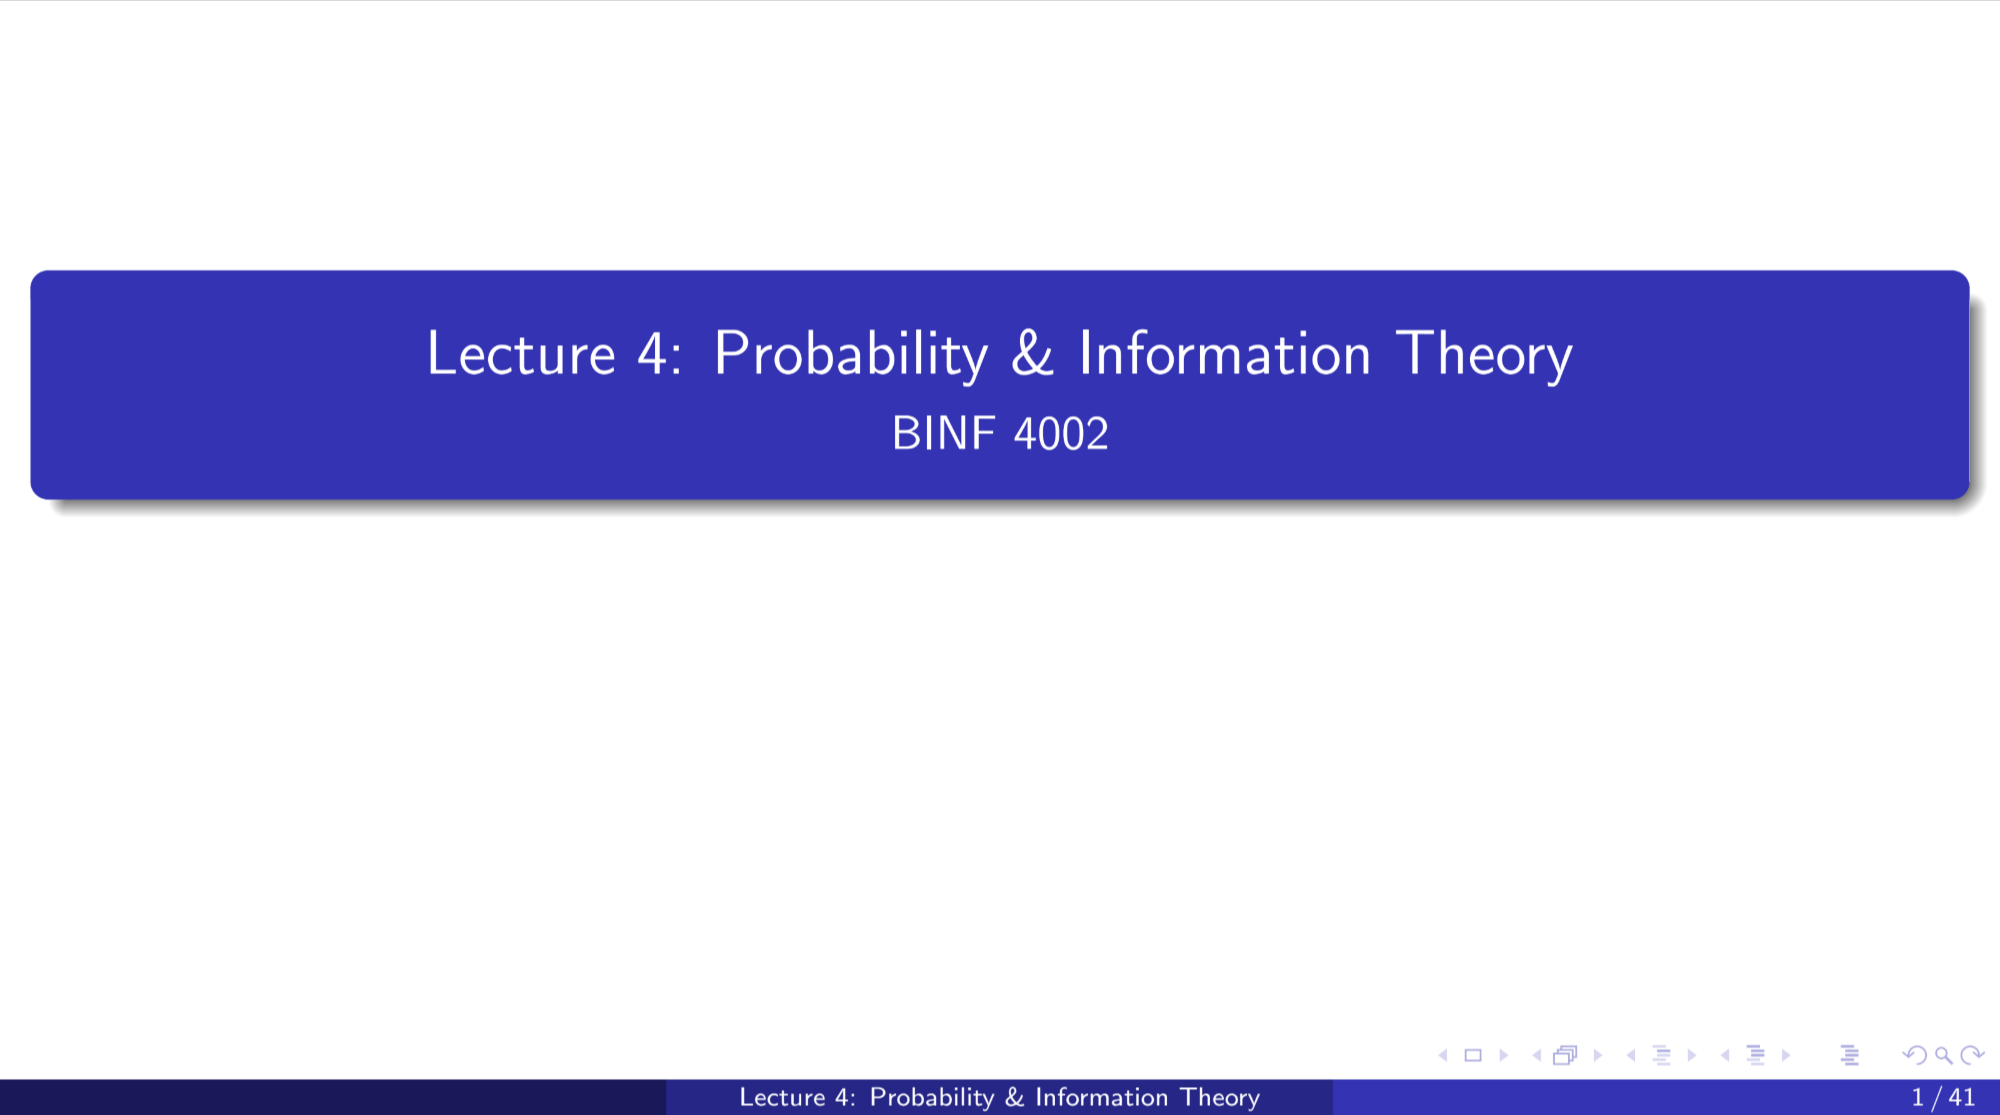 Lecture 4: Probability & Information Theory
BINF 4002
Lecture 4: Probability & Information Theory
1 / 41